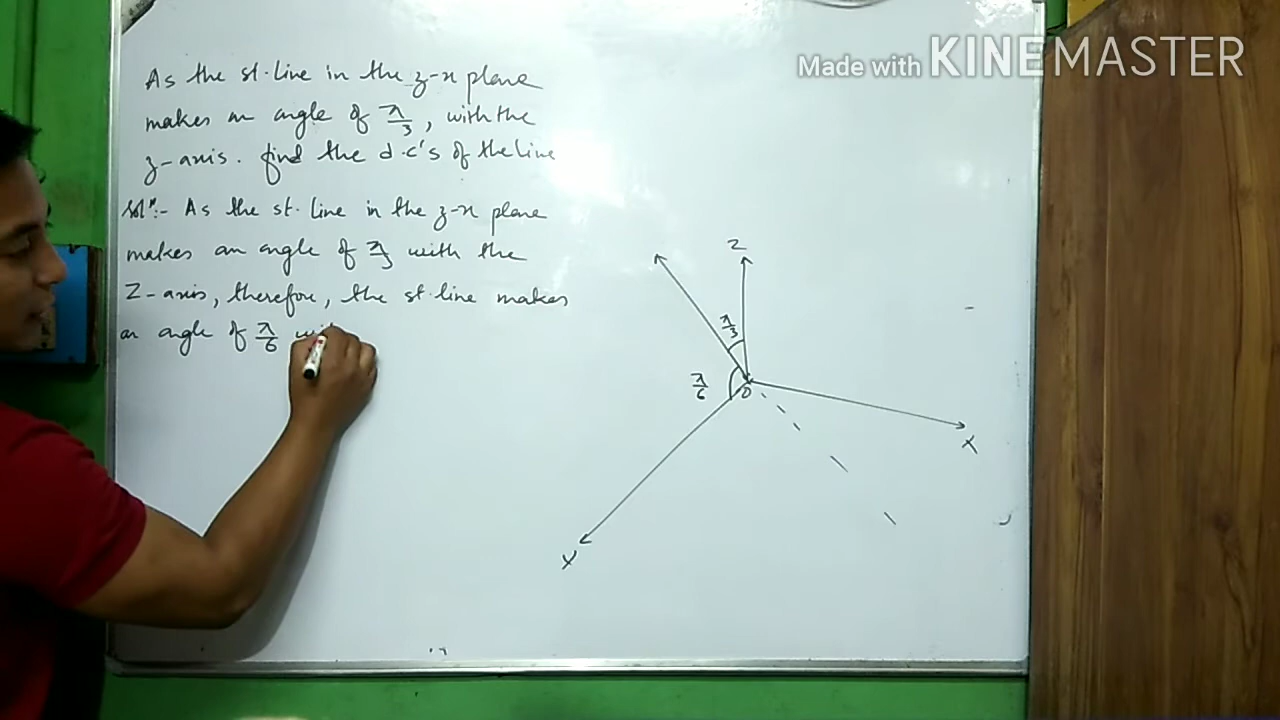 Made with KINEMASTER
As the st. line in the z-x plane
makes an angle of π/3, with the
z-axis. find the d.c's of the line
Solⁿ:- As the st. line in the z-x plane
makes an angle of π/3 with the
Z-axis, therefore, the st. line makes
an angle of π/6 wi
Z
π/3
π/6
O
X
Y